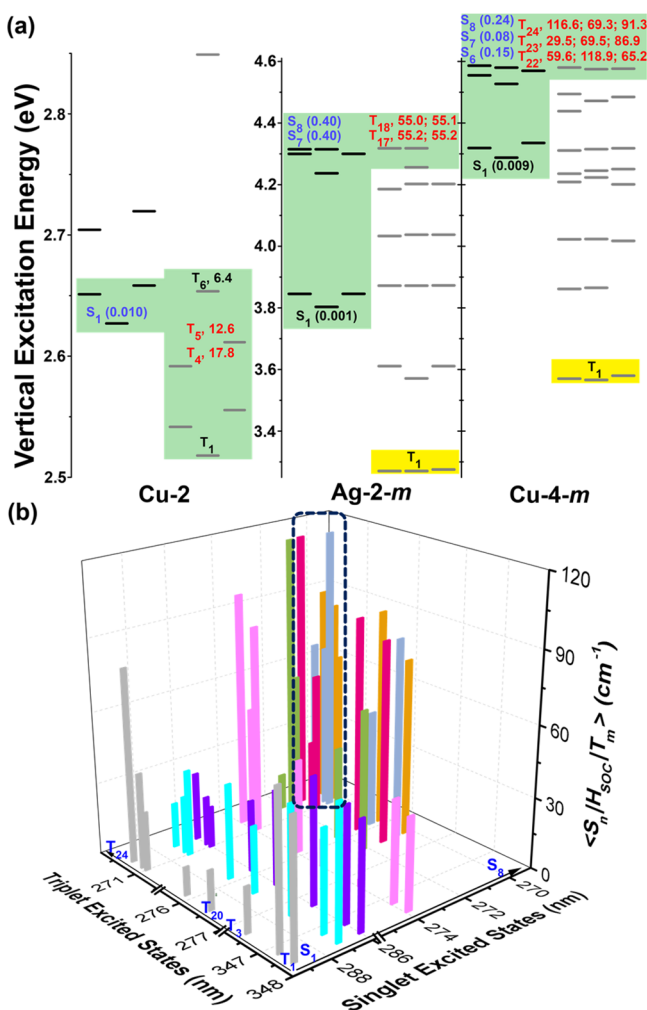 (a)
Vertical Excitation Energy (eV)
2.8
2.7
2.6
2.5
S1 (0.010)
T6, 6.4
T5, 12.6
T4, 17.8
T1
Cu-2
4.6
4.4
4.2
4.0
3.8
3.6
3.4
S8 (0.40)
S7 (0.40)
T18, 55.0; 55.1
T17, 55.2; 55.2
S1 (0.001)
T1
Ag-2-m
S8 (0.24)
S7 (0.08)
S6 (0.15)
T24, 116.6; 69.3; 91.3
T23, 29.5; 69.5; 86.9
T22, 59.6; 118.9; 65.2
S1 (0.009)
T1
Cu-4-m
(b)
120
90
60
30
0
<Sn/HSOC/Tm> (cm-1)
T24
271
276
T20
277
T3
347
T1
348
Triplet Excited States (nm)
S1
288
286
274
272
270
S8
Singlet Excited States (nm)